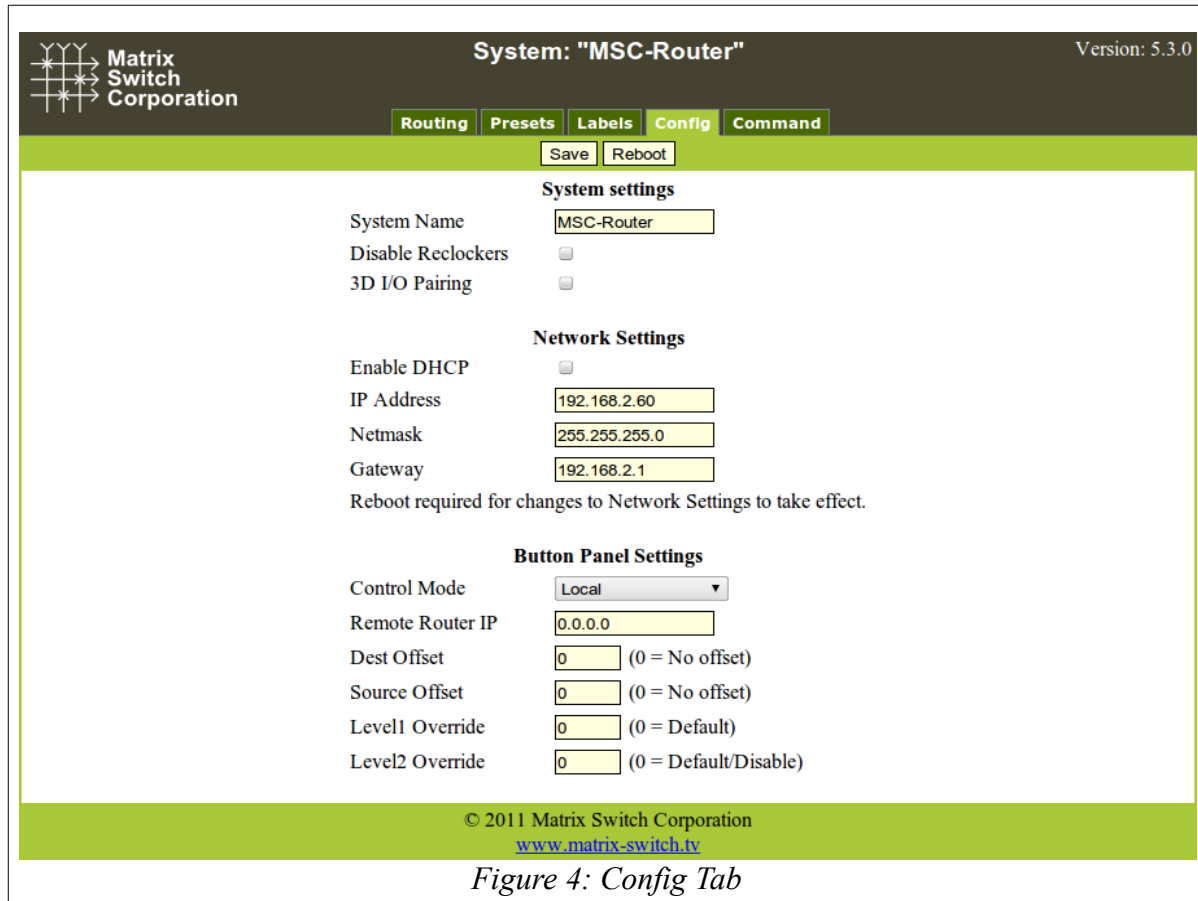 Matrix
Switch
Corporation
System: "MSC-Router"
Version: 5.3.0
Routing Presets Labels Config Command
Save Reboot
System settings
System Name MSC-Router
Disable Reclockers
3D I/O Pairing
Network Settings
Enable DHCP
IP Address 192.168.2.60
Netmask 255.255.255.0
Gateway 192.168.2.1
Reboot required for changes to Network Settings to take effect.
Button Panel Settings
Control Mode Local
Remote Router IP 0.0.0.0
Dest Offset 0 (0 = No offset)
Source Offset 0 (0 = No offset)
Level1 Override 0 (0 = Default)
Level2 Override 0 (0 = Default/Disable)
© 2011 Matrix Switch Corporation
www.matrix-switch.tv
Figure 4: Config Tab